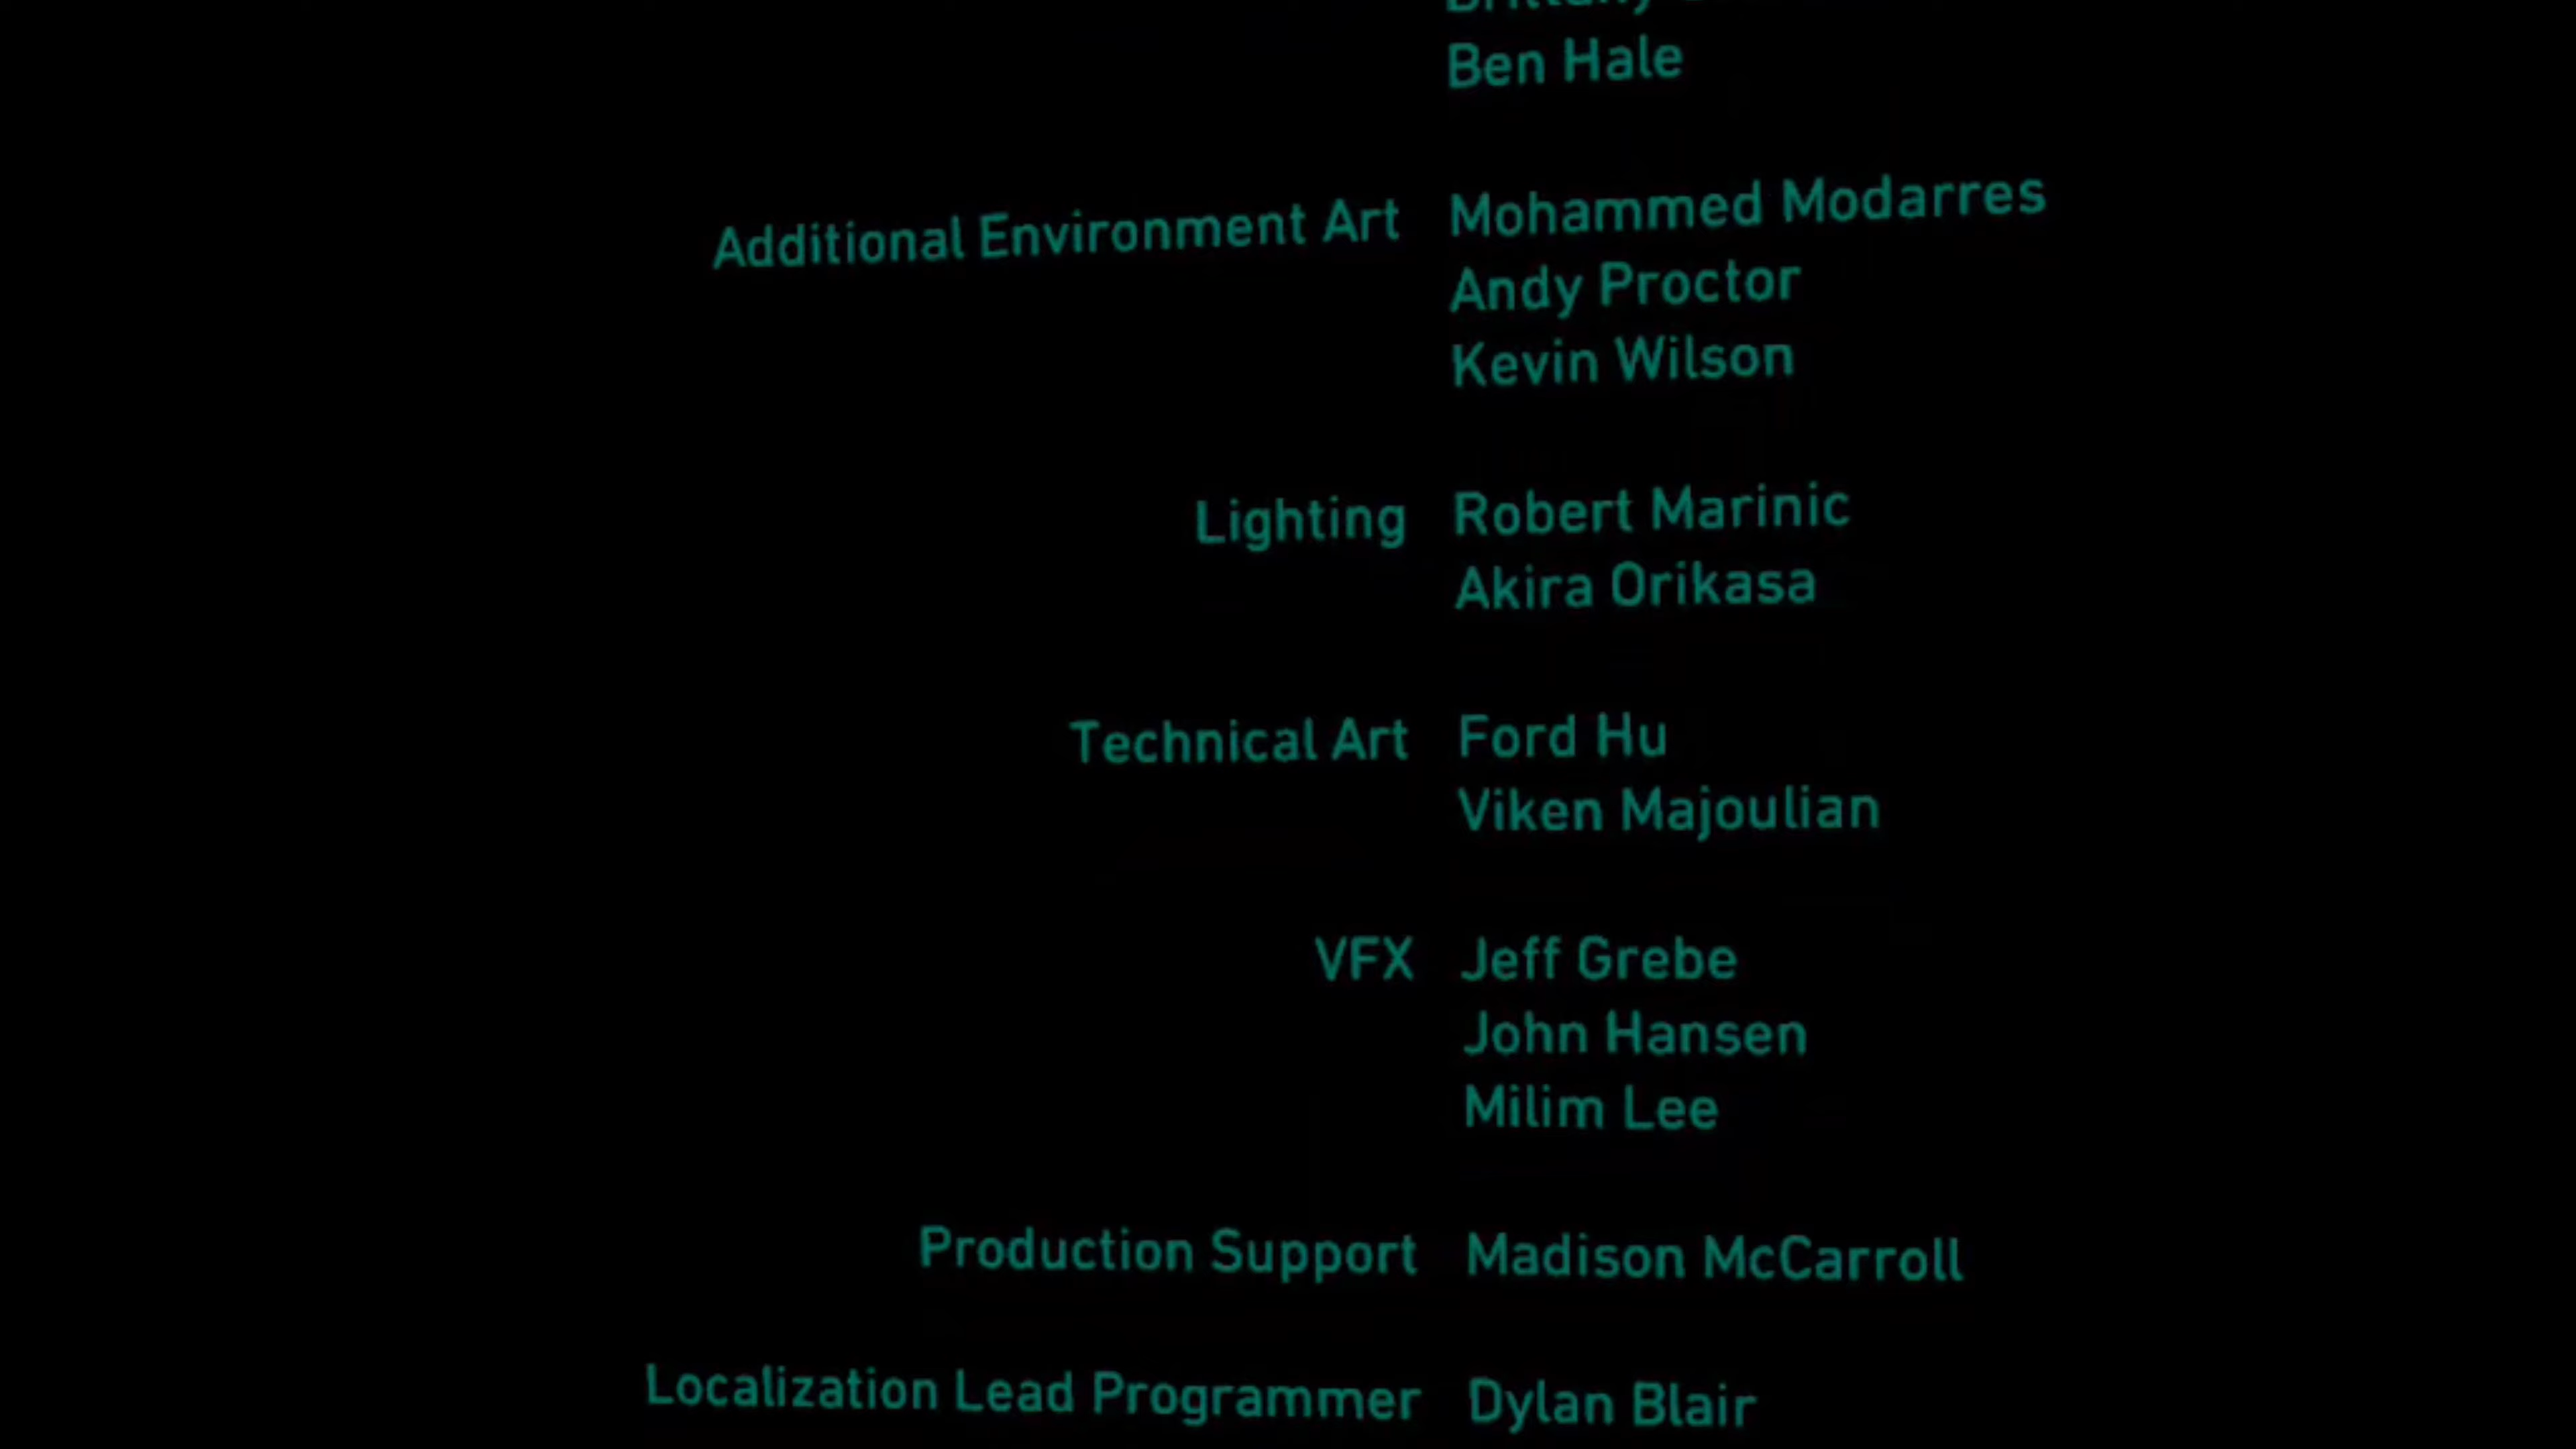 Ben Hale
Additional Environment Art Mohammed Modarres
Andy Proctor
Kevin Wilson
Lighting Robert Marinic
Akira Orikasa
Technical Art Ford Hu
Viken Majoulian
VFX Jeff Grebe
John Hansen
Milim Lee
Production Support Madison McCarroll
Localization Lead Programmer Dylan Blair